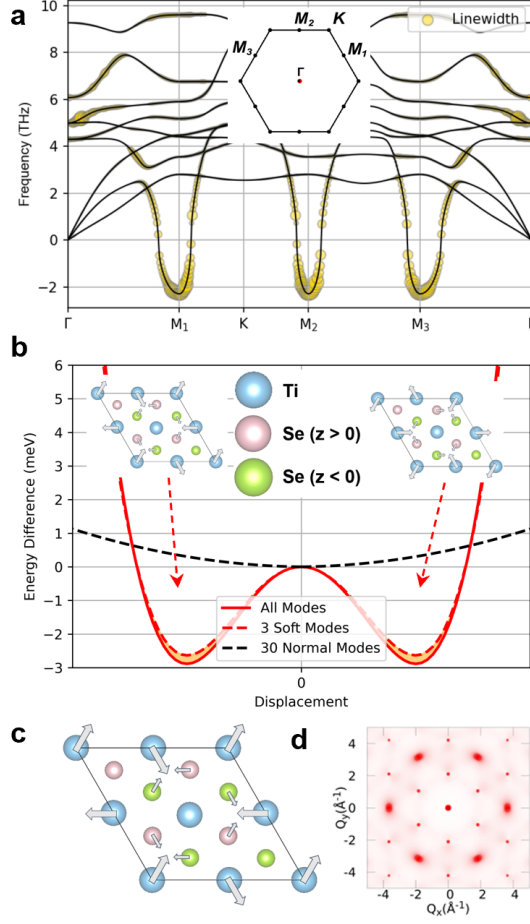 a
10
8
6
4
2
0
−2
Frequency (THz)
Linewidth
M₂ K
M₃ M₁
Γ
Γ M₁ K M₂ M₃
b
6
5
4
3
2
1
0
−1
−2
−3
Energy Difference (meV)
Ti
Se (z > 0)
Se (z < 0)
All Modes
3 Soft Modes
30 Normal Modes
0
Displacement
c
d
4
2
0
-2
-4
Qy(Å⁻¹)
-4 -2 0 2 4
Qx(Å⁻¹)